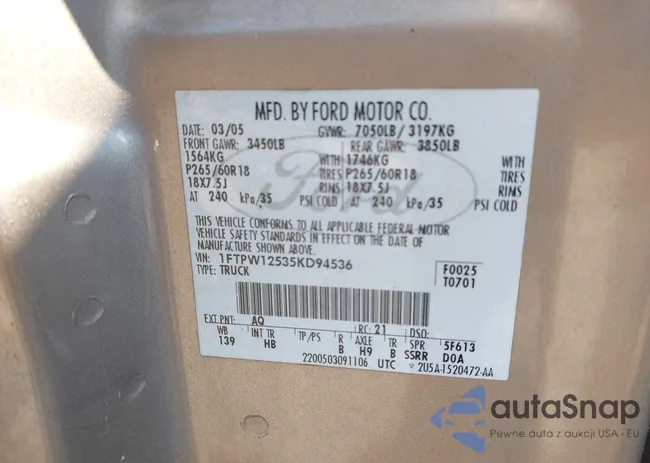 MFD. BY FORD MOTOR CO.
DATE: 03/05 GVWR: 7050LB/ 3197KG
FRONT GAWR: 3450LB REAR GAWR: 3850LB
1564KG WITH 1746KG WITH
P265/60R18 TIRES P265/60R18 TIRES
18X7.5J RIMS 18X7.5J RIMS
AT 240 kPa/35 PSI COLD AT 240 kPa/35 PSI COLD
THIS VEHICLE CONFORMS TO ALL APPLICABLE FEDERAL MOTOR
VEHICLE SAFETY STANDARDS IN EFFECT ON THE DATE OF
MANUFACTURE SHOWN ABOVE.
VIN: 1FTPW12535KD94536 F0025
TYPE: TRUCK T0701
EXT PNT: AQ RC: 21 DSO:
WB INT TR TP/PS R AXLE TR SPR 5F613
139 HB B H9 B SSRR DOA
2200503091106 UTC 2U5A-1520472-AA
Ford
autaSnap
Pewne auta z aukcji USA i EU